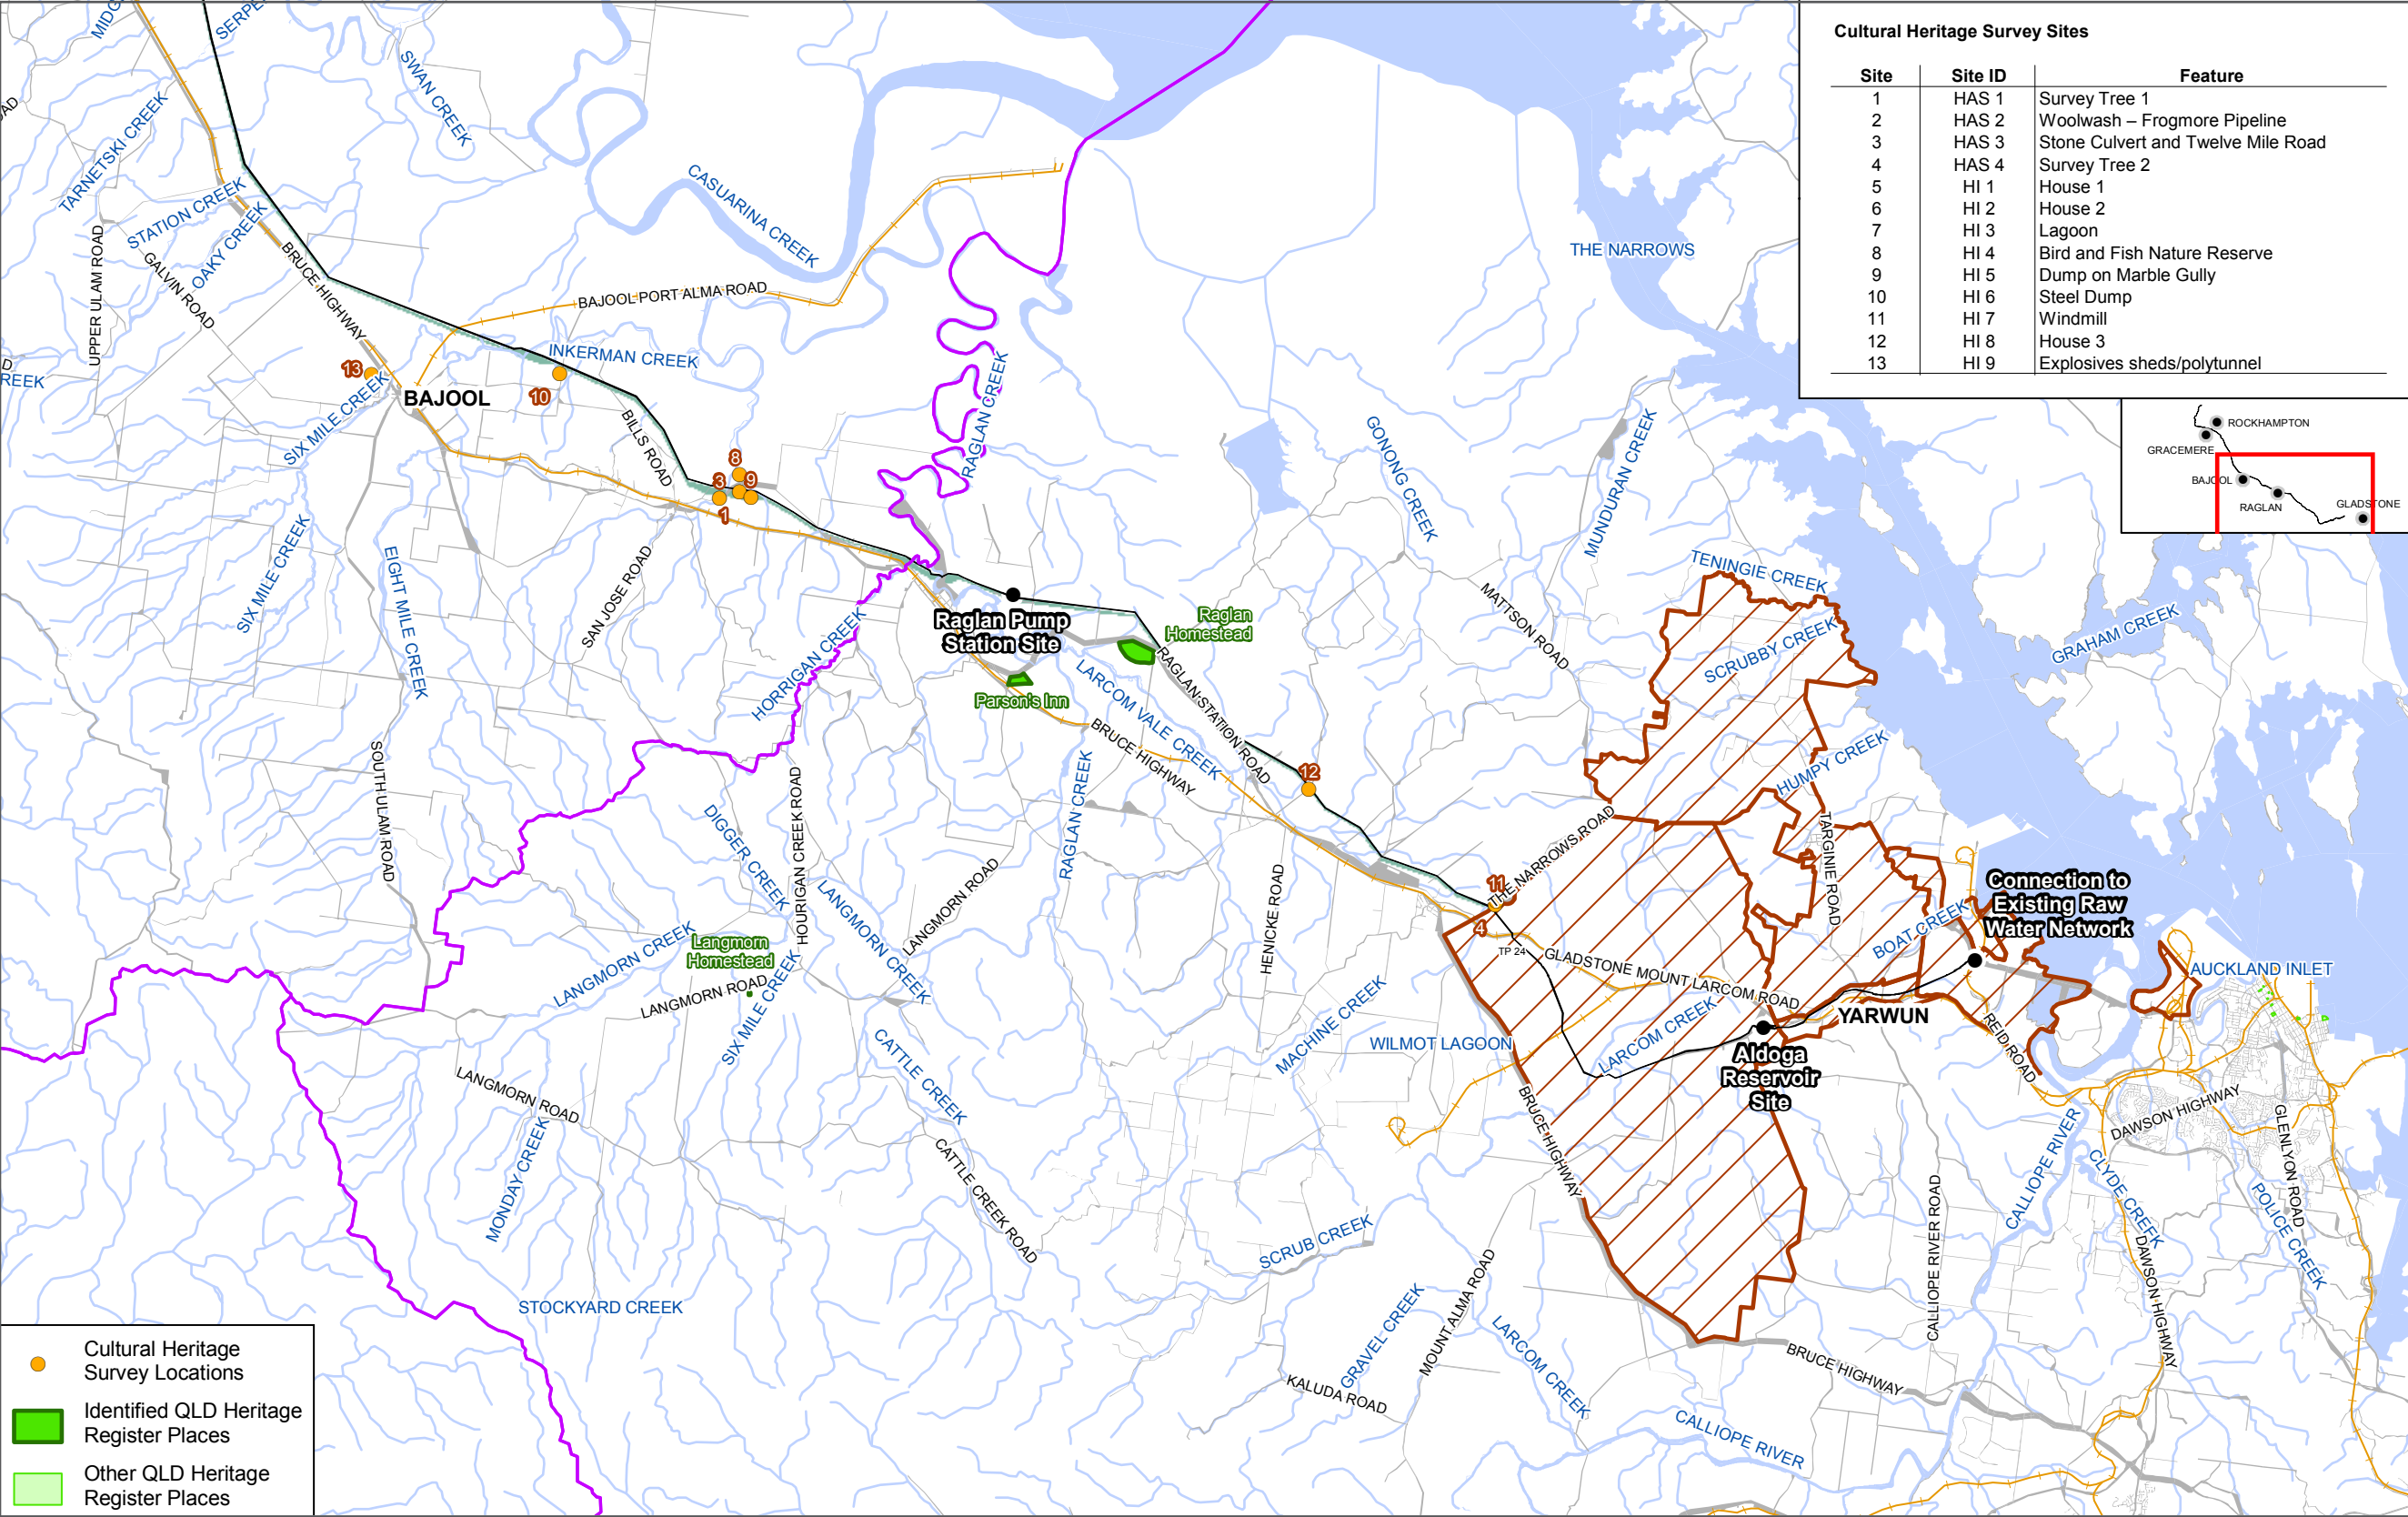 Cultural Heritage Survey Sites
Site Site ID Feature
1 HAS 1 Survey Tree 1
2 HAS 2 Woolwash – Frogmore Pipeline
3 HAS 3 Stone Culvert and Twelve Mile Road
4 HAS 4 Survey Tree 2
5 HI 1 House 1
6 HI 2 House 2
7 HI 3 Lagoon
8 HI 4 Bird and Fish Nature Reserve
9 HI 5 Dump on Marble Gully
10 HI 6 Steel Dump
11 HI 7 Windmill
12 HI 8 House 3
13 HI 9 Explosives sheds/polytunnel
ROCKHAMPTON
GRACEMERE
BAJOOL
RAGLAN
GLADSTONE
SWAN CREEK
TARNETSKI CREEK
STATION CREEK
OAKY CREEK
UPPER ULAM ROAD
GALVIN ROAD
BRUCE HIGHWAY
CASUARINA CREEK
BAJOOL PORT ALMA ROAD
INKERMAN CREEK
THE NARROWS
13
SIX MILE CREEK
BAJOOL
10
BILLS ROAD
8
3
9
1
RAGLAN CREEK
GONONG CREEK
MUNDURAN CREEK
SIX MILE CREEK
EIGHT MILE CREEK
SAN JOSE ROAD
HORRIGAN CREEK
Raglan Pump
Station Site
Raglan
Homestead
Parson's Inn
LARCOM VALE CREEK
RAGLAN STATION ROAD
BRUCE HIGHWAY
MATTSON ROAD
TENINGIE CREEK
SCRUBBY CREEK
GRAHAM CREEK
HUMPY CREEK
TARGINIE ROAD
12
11
4
THE NARROWS ROAD
TP 24
SOUTH ULAM ROAD
DIGGER CREEK
HOURIGAN CREEK ROAD
RAGLAN CREEK
LANGMORN CREEK
LANGMORN ROAD
HENICKE ROAD
LANGMORN CREEK
Langmorn
Homestead
LANGMORN ROAD
SIX MILE CREEK
GLADSTONE MOUNT LARCOM ROAD
BOAT CREEK
Connection to
Existing Raw
Water Network
AUCKLAND INLET
YARWUN
REID ROAD
MACHINE CREEK
WILMOT LAGOON
LARCOM CREEK
Aldoga
Reservoir
Site
CATTLE CREEK
LANGMORN ROAD
MONDAY CREEK
CATTLE CREEK ROAD
BRUCE HIGHWAY
DAWSON HIGHWAY
GLENLYON ROAD
CALLIOPE RIVER
CLYDE CREEK
POLICE CREEK
CALLIOPE RIVER ROAD
DAWSON HIGHWAY
SCRUB CREEK
STOCKYARD CREEK
GRAVEL CREEK
MOUNT ALMA ROAD
LARCOM CREEK
KALUDA ROAD
BRUCE HIGHWAY
CALLIOPE RIVER
Cultural Heritage
Survey Locations
Identified QLD Heritage
Register Places
Other QLD Heritage
Register Places